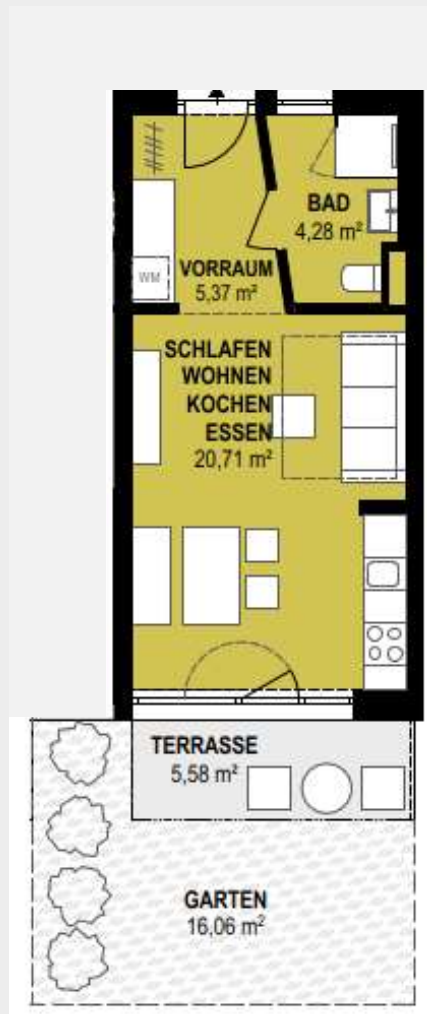 BAD
4,28 m²
WM
VORRAUM
5,37 m²
SCHLAFEN
WOHNEN
KOCHEN
ESSEN
20,71 m²
TERRASSE
5,58 m²
GARTEN
16,06 m²